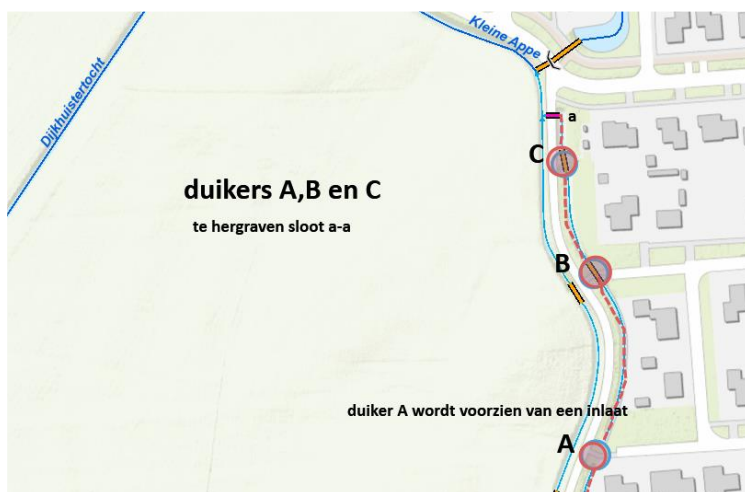 Kleine Appe
Dijkhuistertocht
a
C
duikers A,B en C
te hergraven sloot a-a
B
duiker A wordt voorzien van een inlaat
A